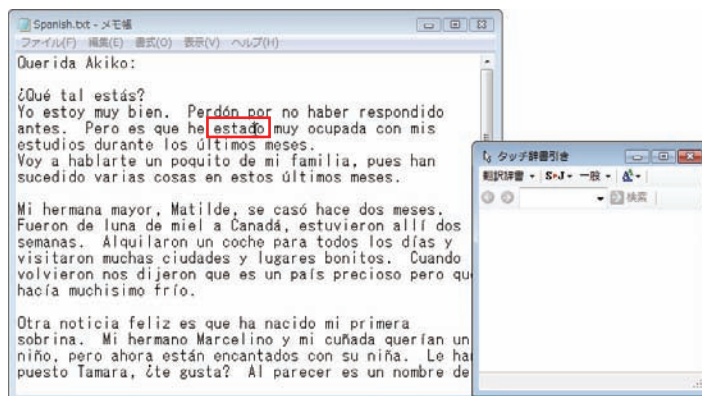 Spanish.txt - メモ帳
ファイル(F) 編集(E) 書式(O) 表示(V) ヘルプ(H)
Querida Akiko:
¿Qué tal estás?
Yo estoy muy bien. Perdón por no haber respondido
antes. Pero es que he estado muy ocupada con mis
estudios durante los últimos meses.
Voy a hablarte un poquito de mi familia, pues han
sucedido varias cosas en estos últimos meses.
Mi hermana mayor, Matilde, se casó hace dos meses.
Fueron de luna de miel a Canadá, estuvieron allí dos
semanas. Alquilaron un coche para todos los días y
visitaron muchas ciudades y lugares bonitos. Cuando
volvieron nos dijeron que es un país precioso pero qu
hacía muchisimo frío.
Otra noticia feliz es que ha nacido mi primera
sobrina. Mi hermano Marcelino y mi cuñada querían un
niño, pero ahora están encantados con su niña. Le ha
puesto Tamara, ¿te gusta? Al parecer es un nombre de
タッチ辞書引き
翻訳辞書 S▸J 一般
検索